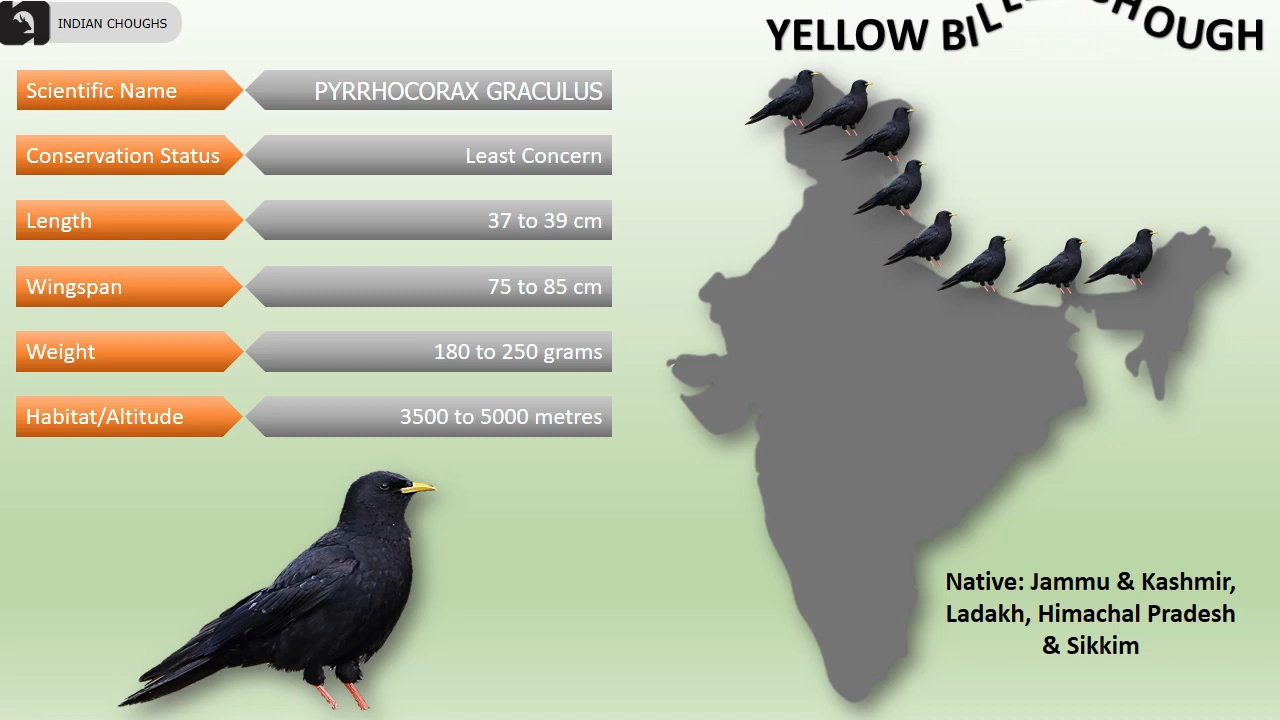 INDIAN CHOUGHS
YELLOW BILLED CHOUGH
Scientific Name
PYRRHOCORAX GRACULUS
Conservation Status
Least Concern
Length
37 to 39 cm
Wingspan
75 to 85 cm
Weight
180 to 250 grams
Habitat/Altitude
3500 to 5000 metres
Native: Jammu & Kashmir,
Ladakh, Himachal Pradesh
& Sikkim